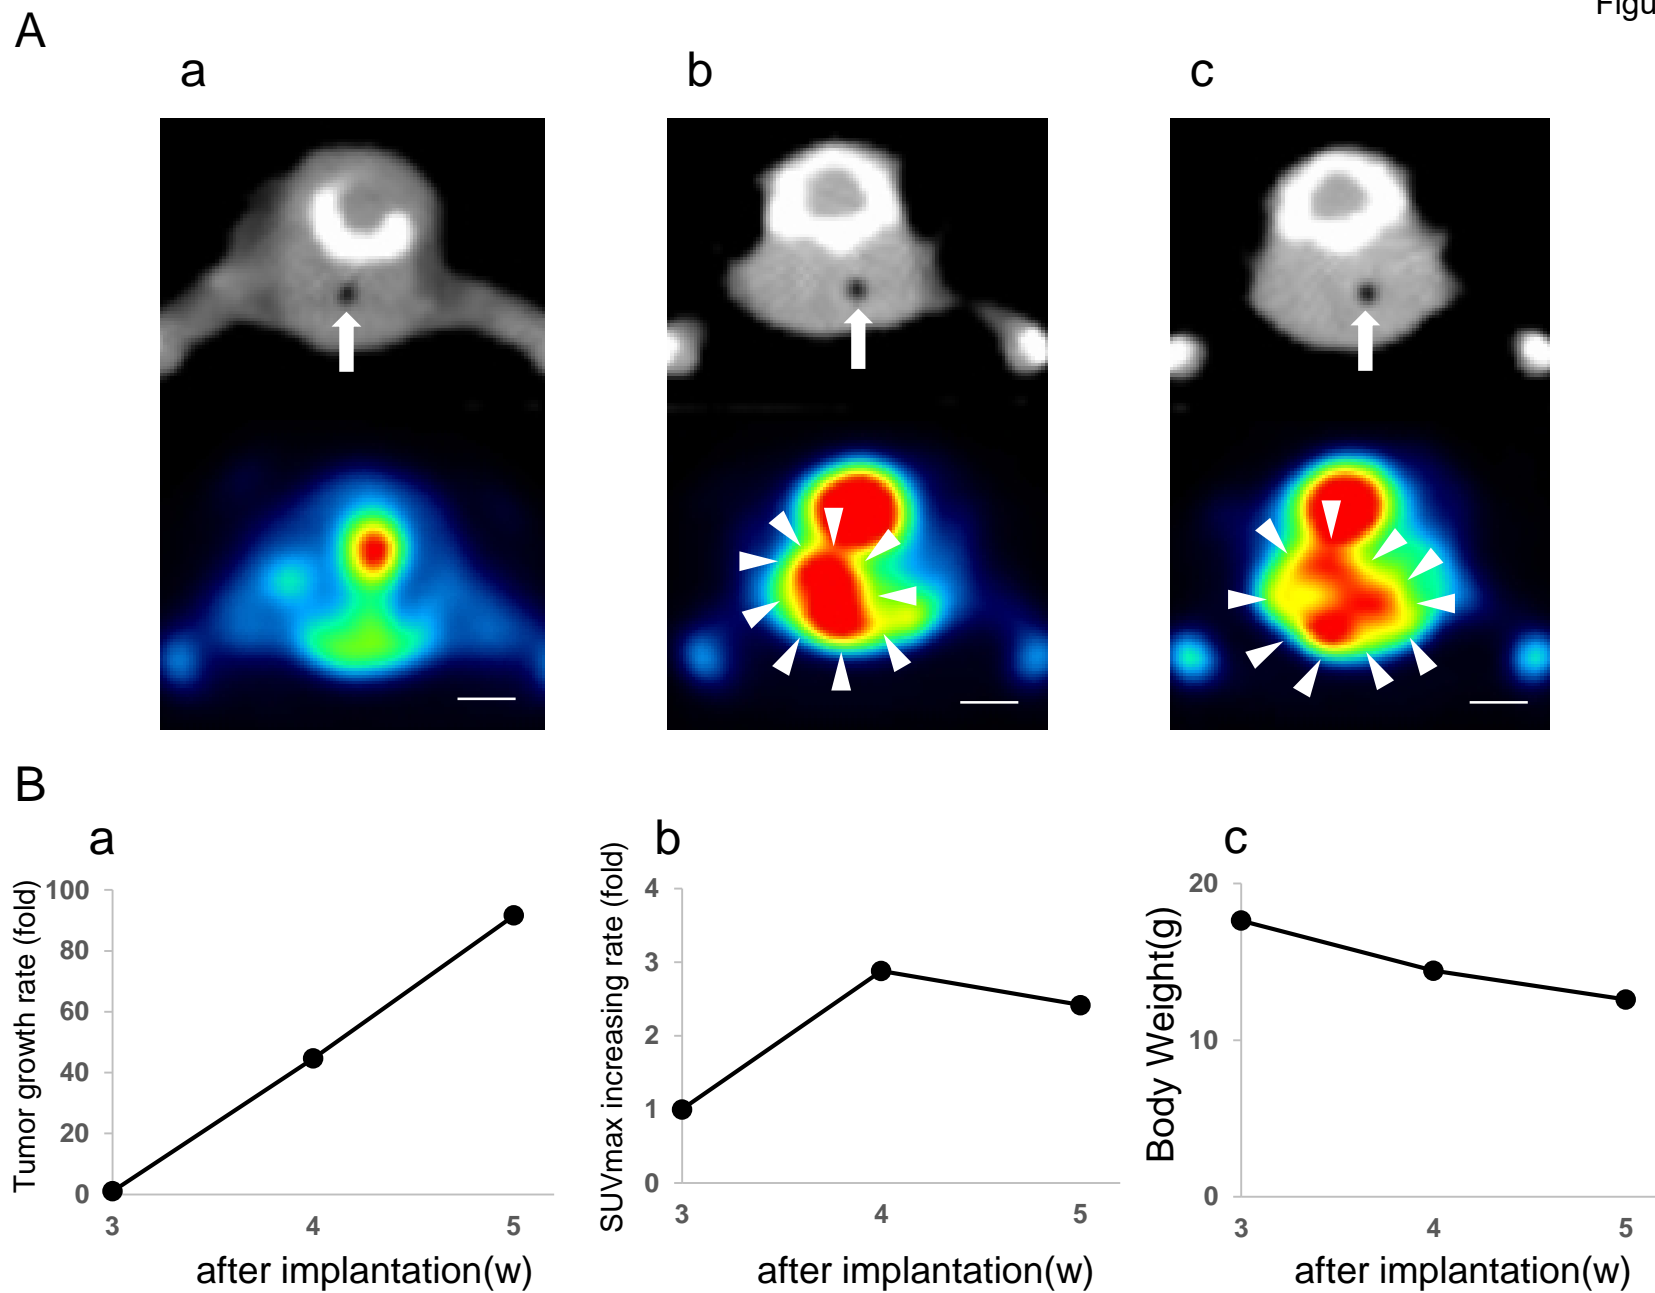 Figu
A
a
b
c
B
a
Tumor growth rate (fold)
100
80
60
40
20
0
3
4
5
after implantation(w)
b
SUVmax increasing rate (fold)
4
3
2
1
0
3
4
5
after implantation(w)
c
Body Weight(g)
20
10
0
3
4
5
after implantation(w)